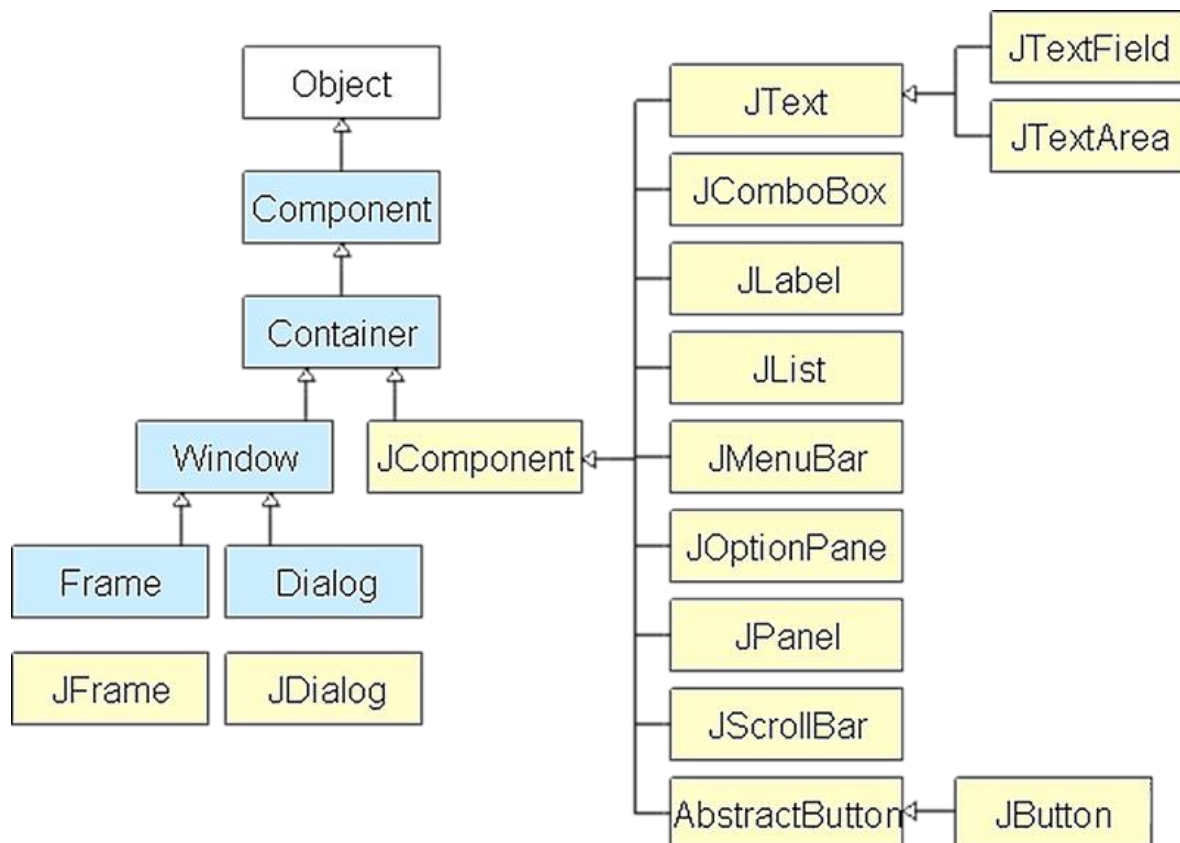 Object
Component
Container
Window
JComponent
Frame
Dialog
JFrame
JDialog
JText
JComboBox
JLabel
JList
JMenuBar
JOptionPane
JPanel
JScrollBar
AbstractButton
JTextField
JTextArea
JButton